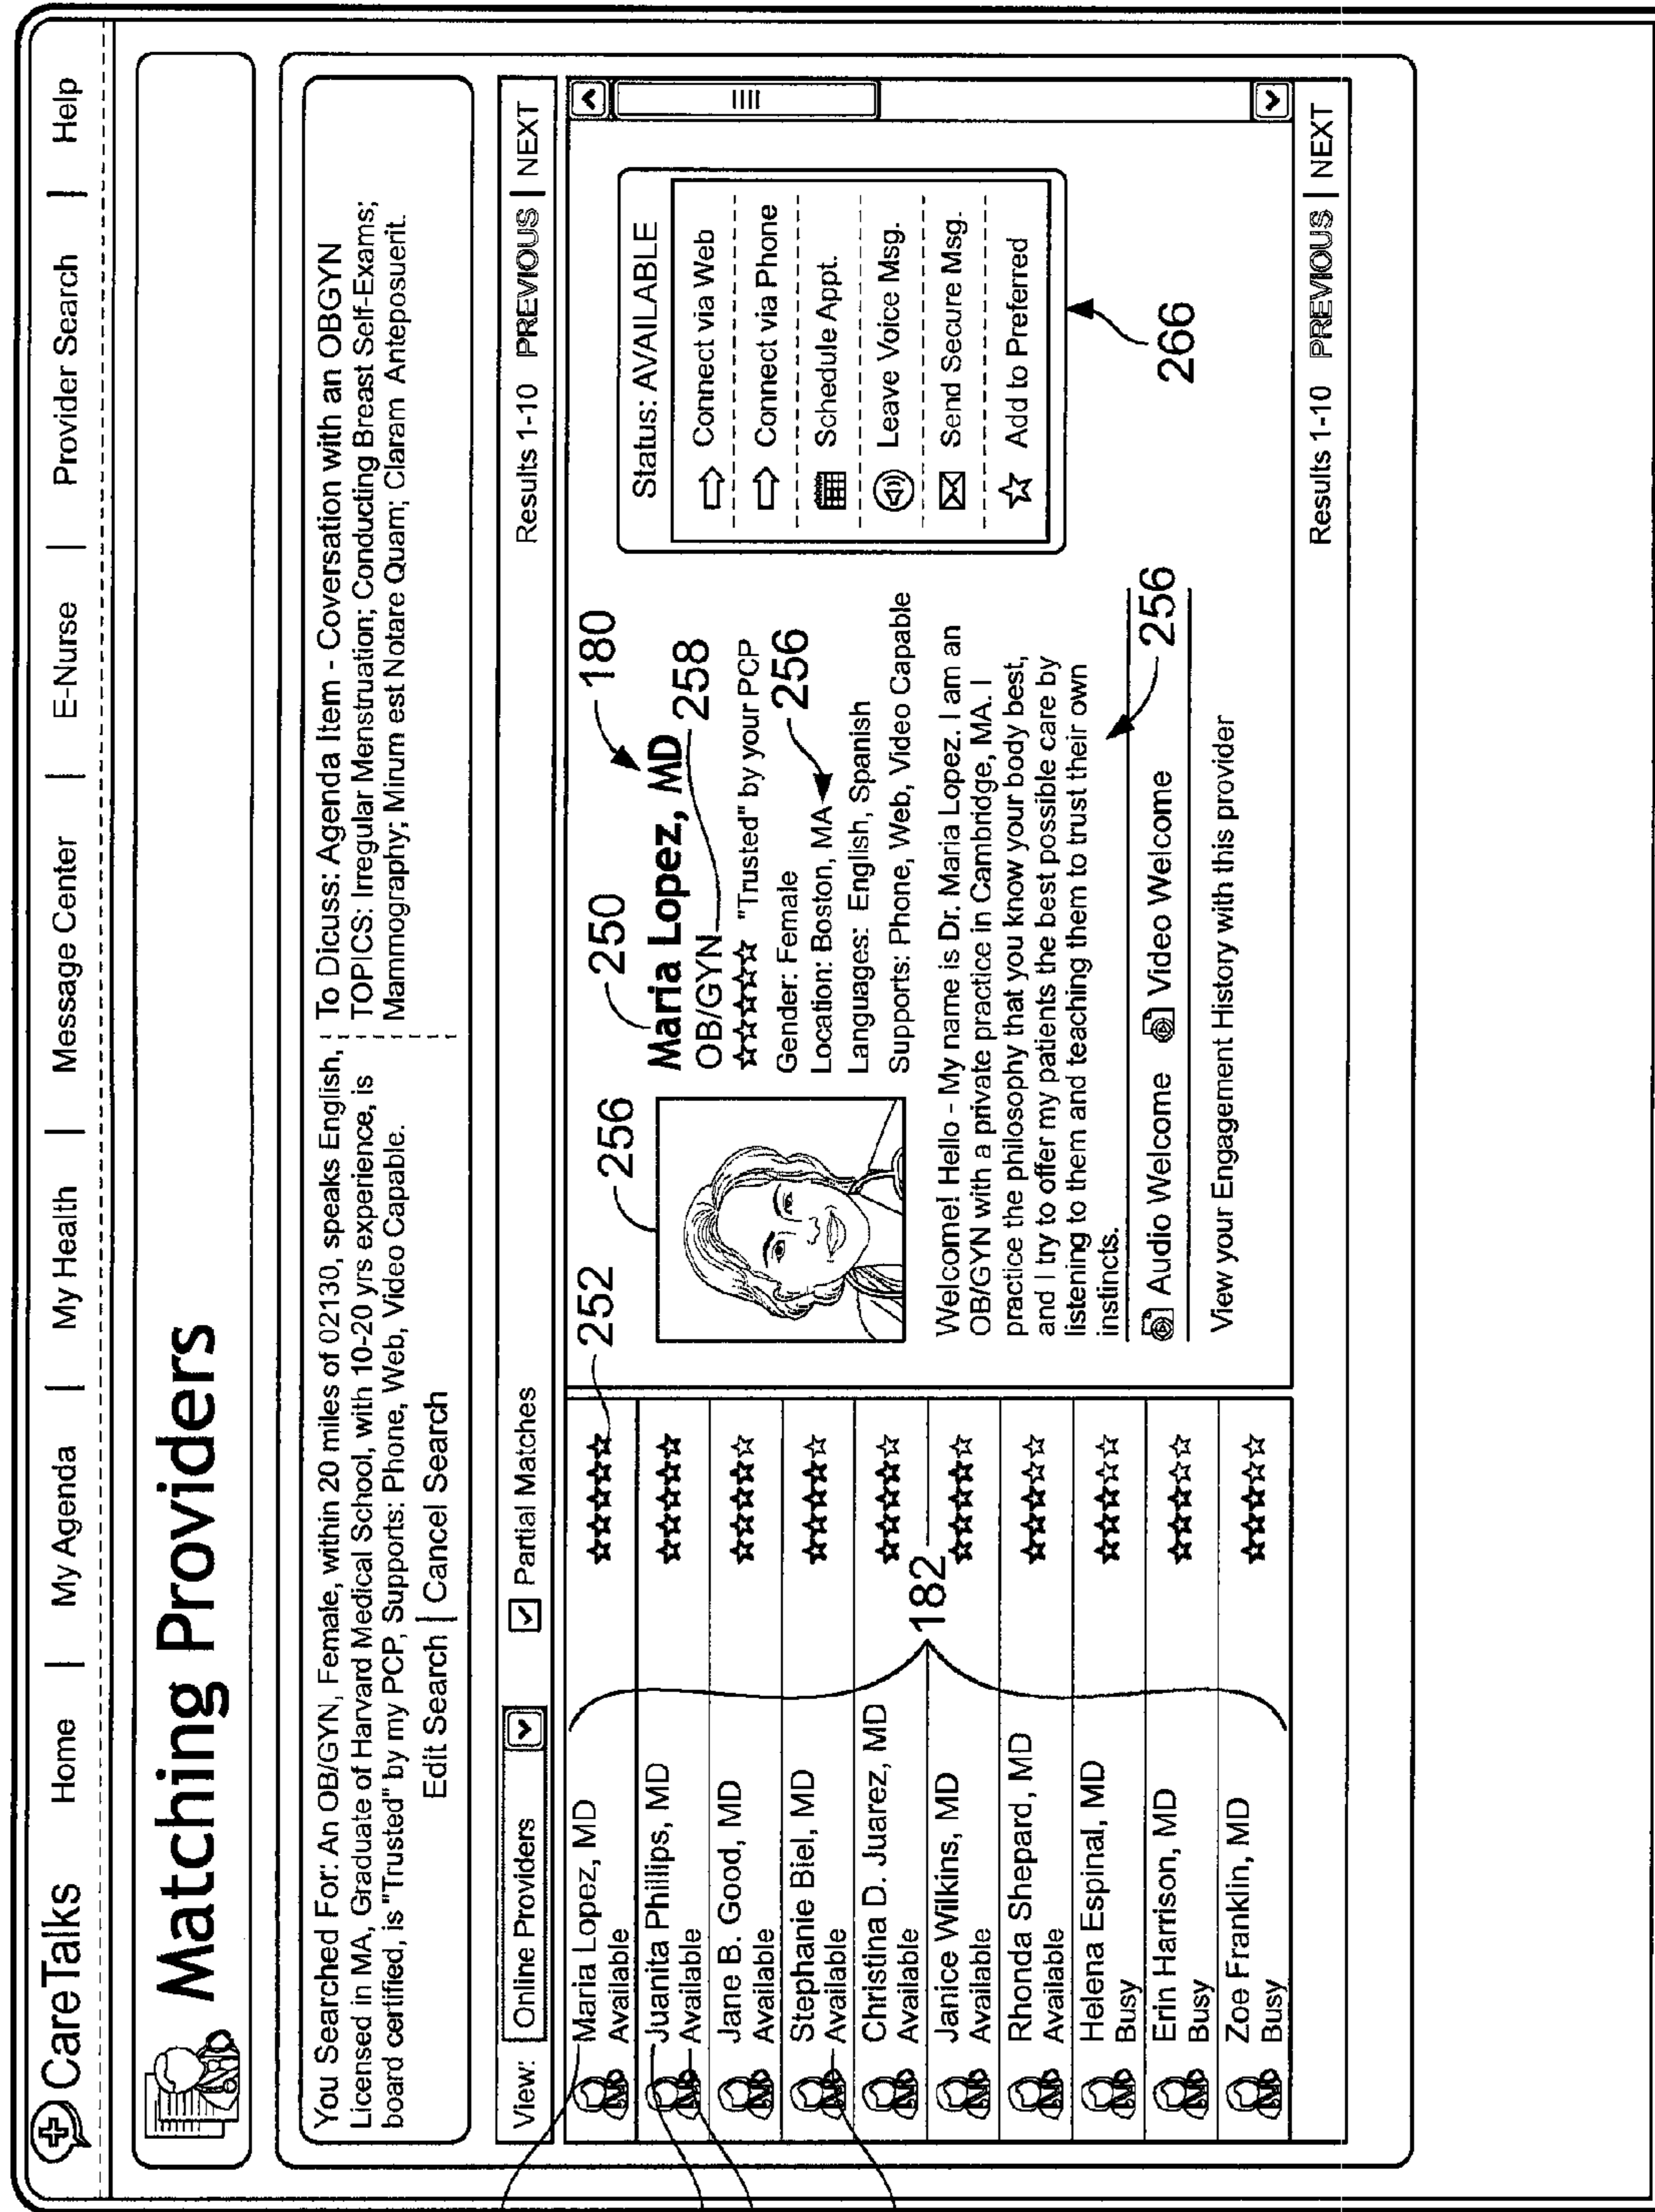 CareTalks Home | My Agenda | My Health | Message Center | E-Nurse | Provider Search | Help
Matching Providers
You Searched For: An OB/GYN, Female, within 20 miles of 02130, speaks English,
Licensed in MA, Graduate of Harvard Medical School, with 10-20 yrs experience, is
board certified, is "Trusted" by my PCP, Supports: Phone, Web, Video Capable.
Edit Search | Cancel Search
To Dicuss: Agenda Item - Coversation with an OBGYN
TOPICS: Irregular Menstruation; Conducting Breast Self-Exams;
Mammography; Mirum est Notare Quam; Claram Anteposuerit.
View: Online Providers Partial Matches
Results 1-10 PREVIOUS | NEXT
Maria Lopez, MD
Available
252
Juanita Phillips, MD
Available
Jane B. Good, MD
Available
Stephanie Biel, MD
Available
Christina D. Juarez, MD
Available
182
Janice Wilkins, MD
Available
Rhonda Shepard, MD
Available
Helena Espinal, MD
Busy
Erin Harrison, MD
Busy
Zoe Franklin, MD
Busy
256
250
180
Maria Lopez, MD
OB/GYN
258
"Trusted" by your PCP
Gender: Female
256
Location: Boston, MA
Languages: English, Spanish
Supports: Phone, Web, Video Capable
Welcome! Hello - My name is Dr. Maria Lopez. I am an
OB/GYN with a private practice in Cambridge, MA. I
practice the philosophy that you know your body best,
and I try to offer my patients the best possible care by
listening to them and teaching them to trust their own
instincts.
256
Audio Welcome Video Welcome
View your Engagement History with this provider
Status: AVAILABLE
Connect via Web
Connect via Phone
Schedule Appt.
Leave Voice Msg.
Send Secure Msg.
Add to Preferred
266
Results 1-10 PREVIOUS | NEXT